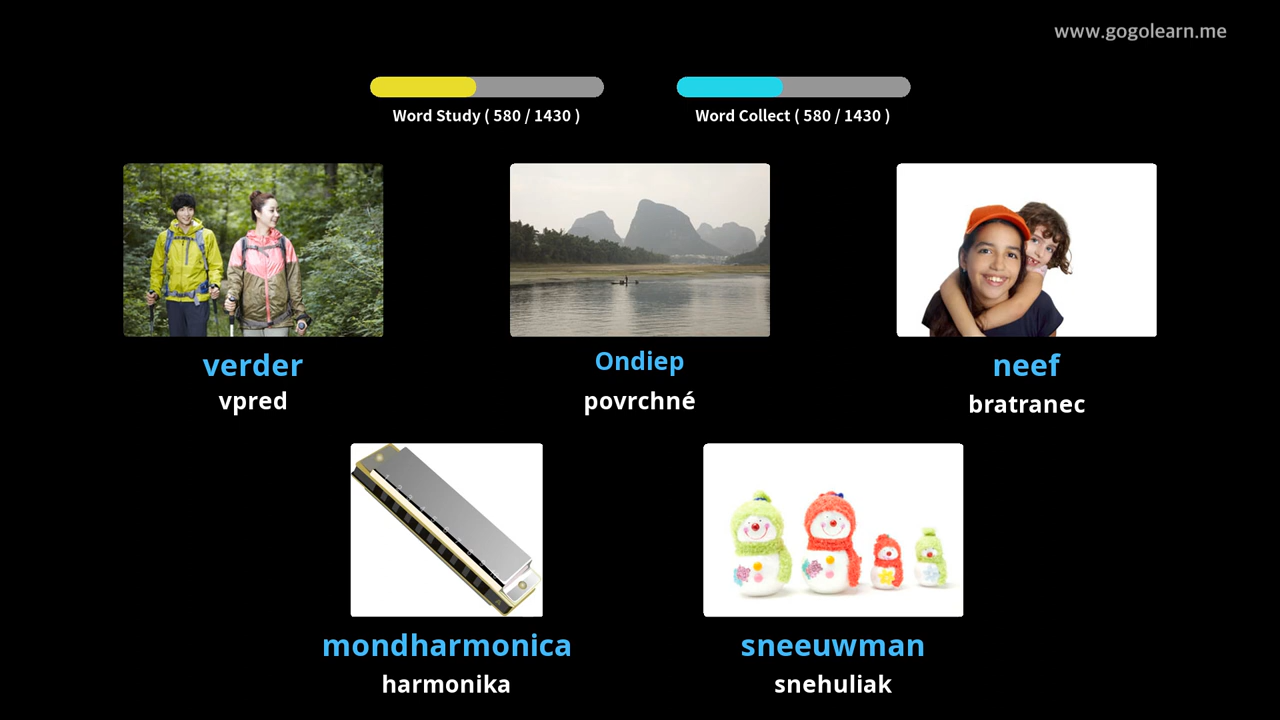 www.gogolearn.me
Word Study ( 580 / 1430 )
Word Collect ( 580 / 1430 )
verder
vpred
Ondiep
povrchné
neef
bratranec
mondharmonica
harmonika
sneeuwman
snehuliak